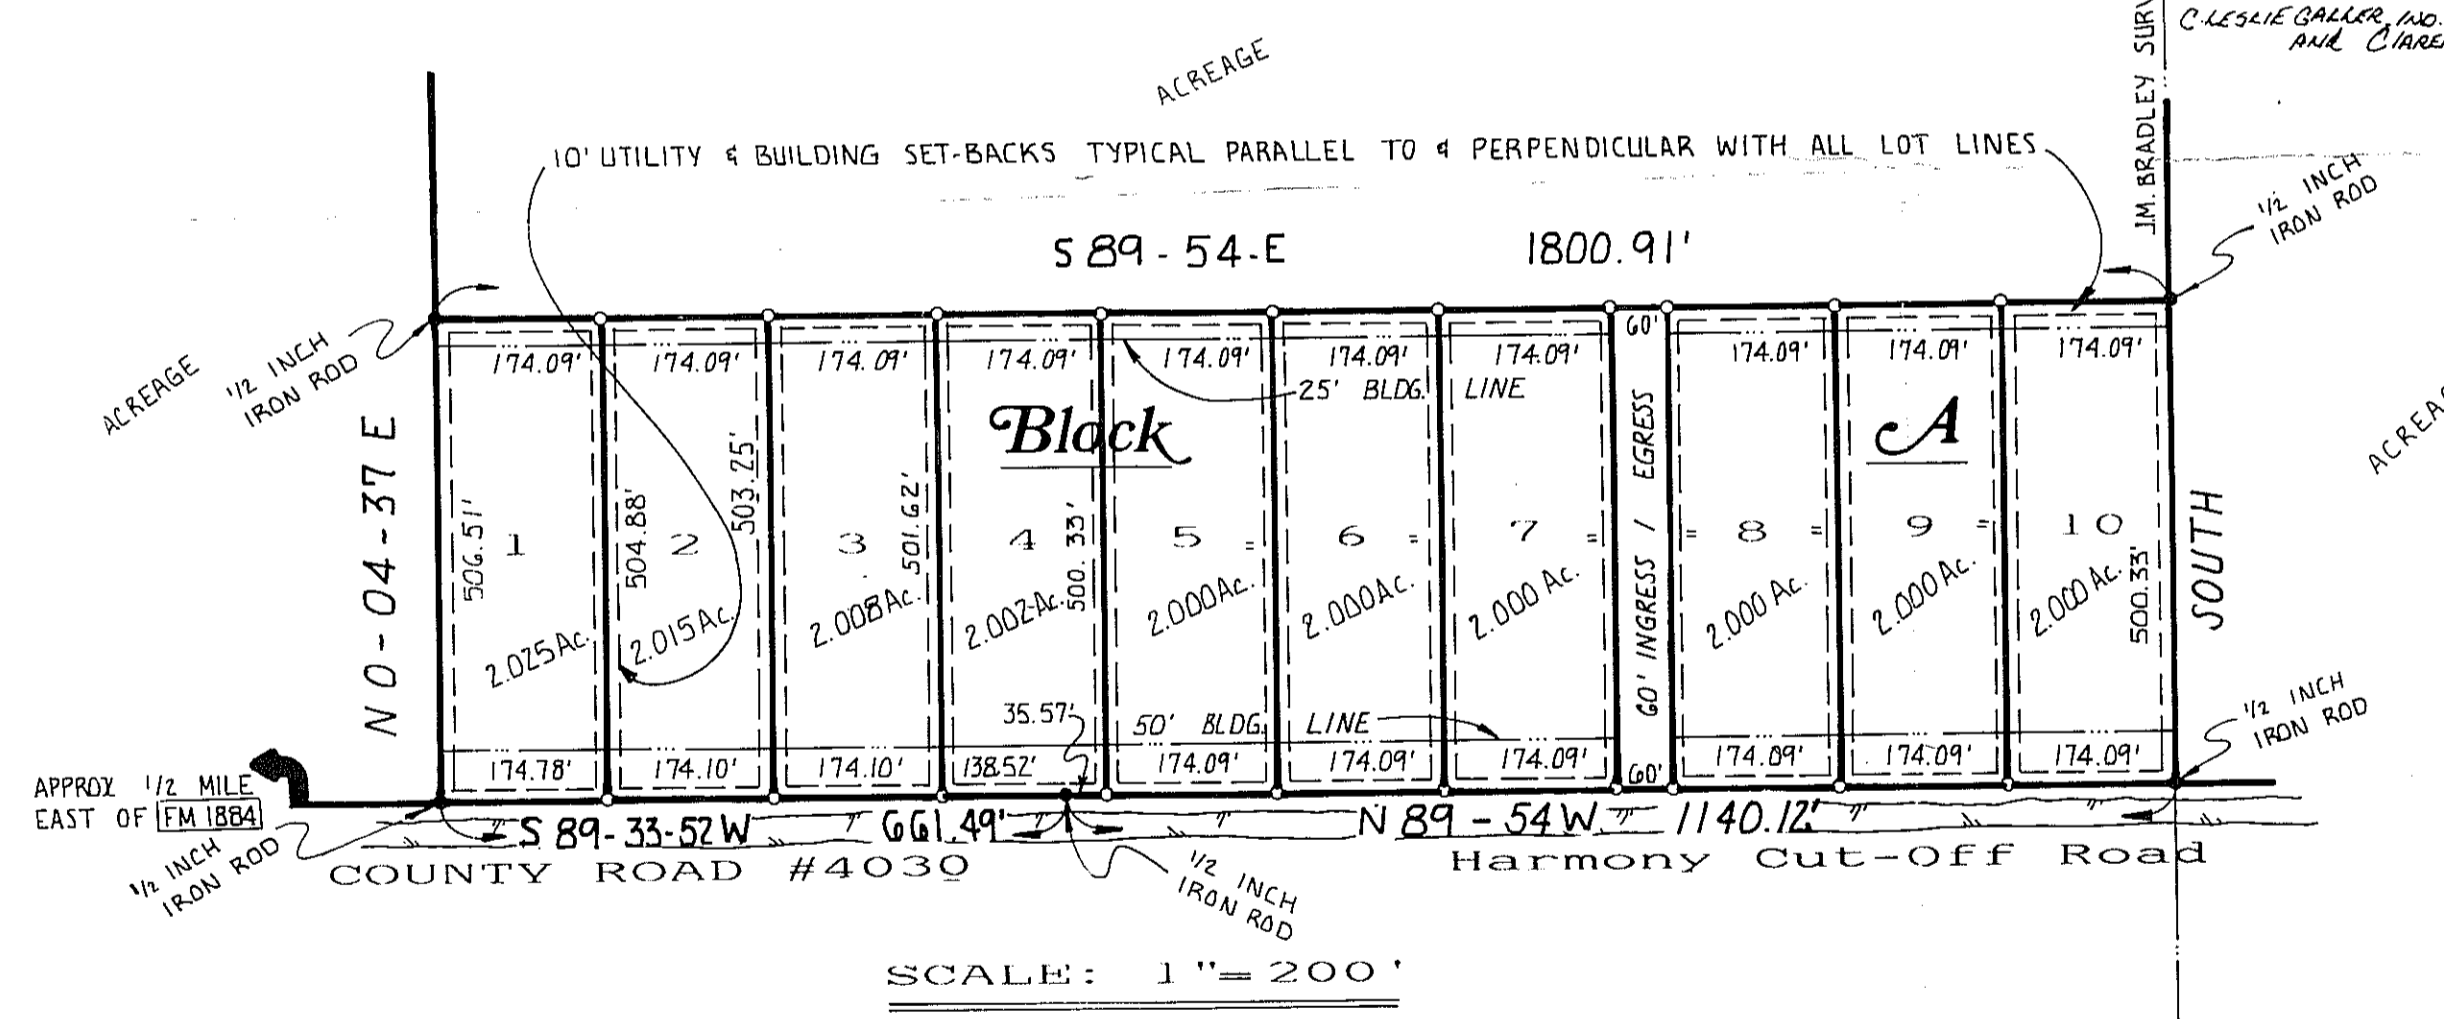 C. LESLIE GALLER, IND.
AND CLARE
J.M. BRADLEY SURV
ACREAGE
10' UTILITY & BUILDING SET-BACKS TYPICAL PARALLEL TO & PERPENDICULAR WITH ALL LOT LINES
1/2 INCH
IRON ROD
S 89-54-E 1800.91'
ACREAGE
1/2 INCH
IRON ROD
60'
174.09' 174.09' 174.09' 174.09' 174.09' 174.09' 174.09' 174.09' 174.09' 174.09'
25' BLDG. LINE
Block A
ACREAG
N 0-04-37 E
506.51' 504.88' 503.25' 501.62' 500.33' 500.33'
SOUTH
1 2 3 4 5 = 6 = 7 = = 8 = 9 = 10
60' INGRESS / EGRESS
2.025 Ac. 2.015 Ac. 2.008 Ac. 2.002 Ac. 2.000 Ac. 2.000 Ac. 2.000 Ac. 2.000 Ac. 2.000 Ac. 2.000 Ac.
35.57'
50' BLDG. LINE
1/2 INCH
IRON ROD
174.78' 174.10' 174.10' 138.52' 174.09' 174.09' 174.09' 60' 174.09' 174.09' 174.09'
APPROX 1/2 MILE
EAST OF FM 1884
S 89-33-52 W 661.49' N 89-54 W 1140.12'
1/2 INCH
IRON ROD
COUNTY ROAD #4030 Harmony Cut-Off Road
1/2 INCH
IRON ROD
SCALE: 1"=200'